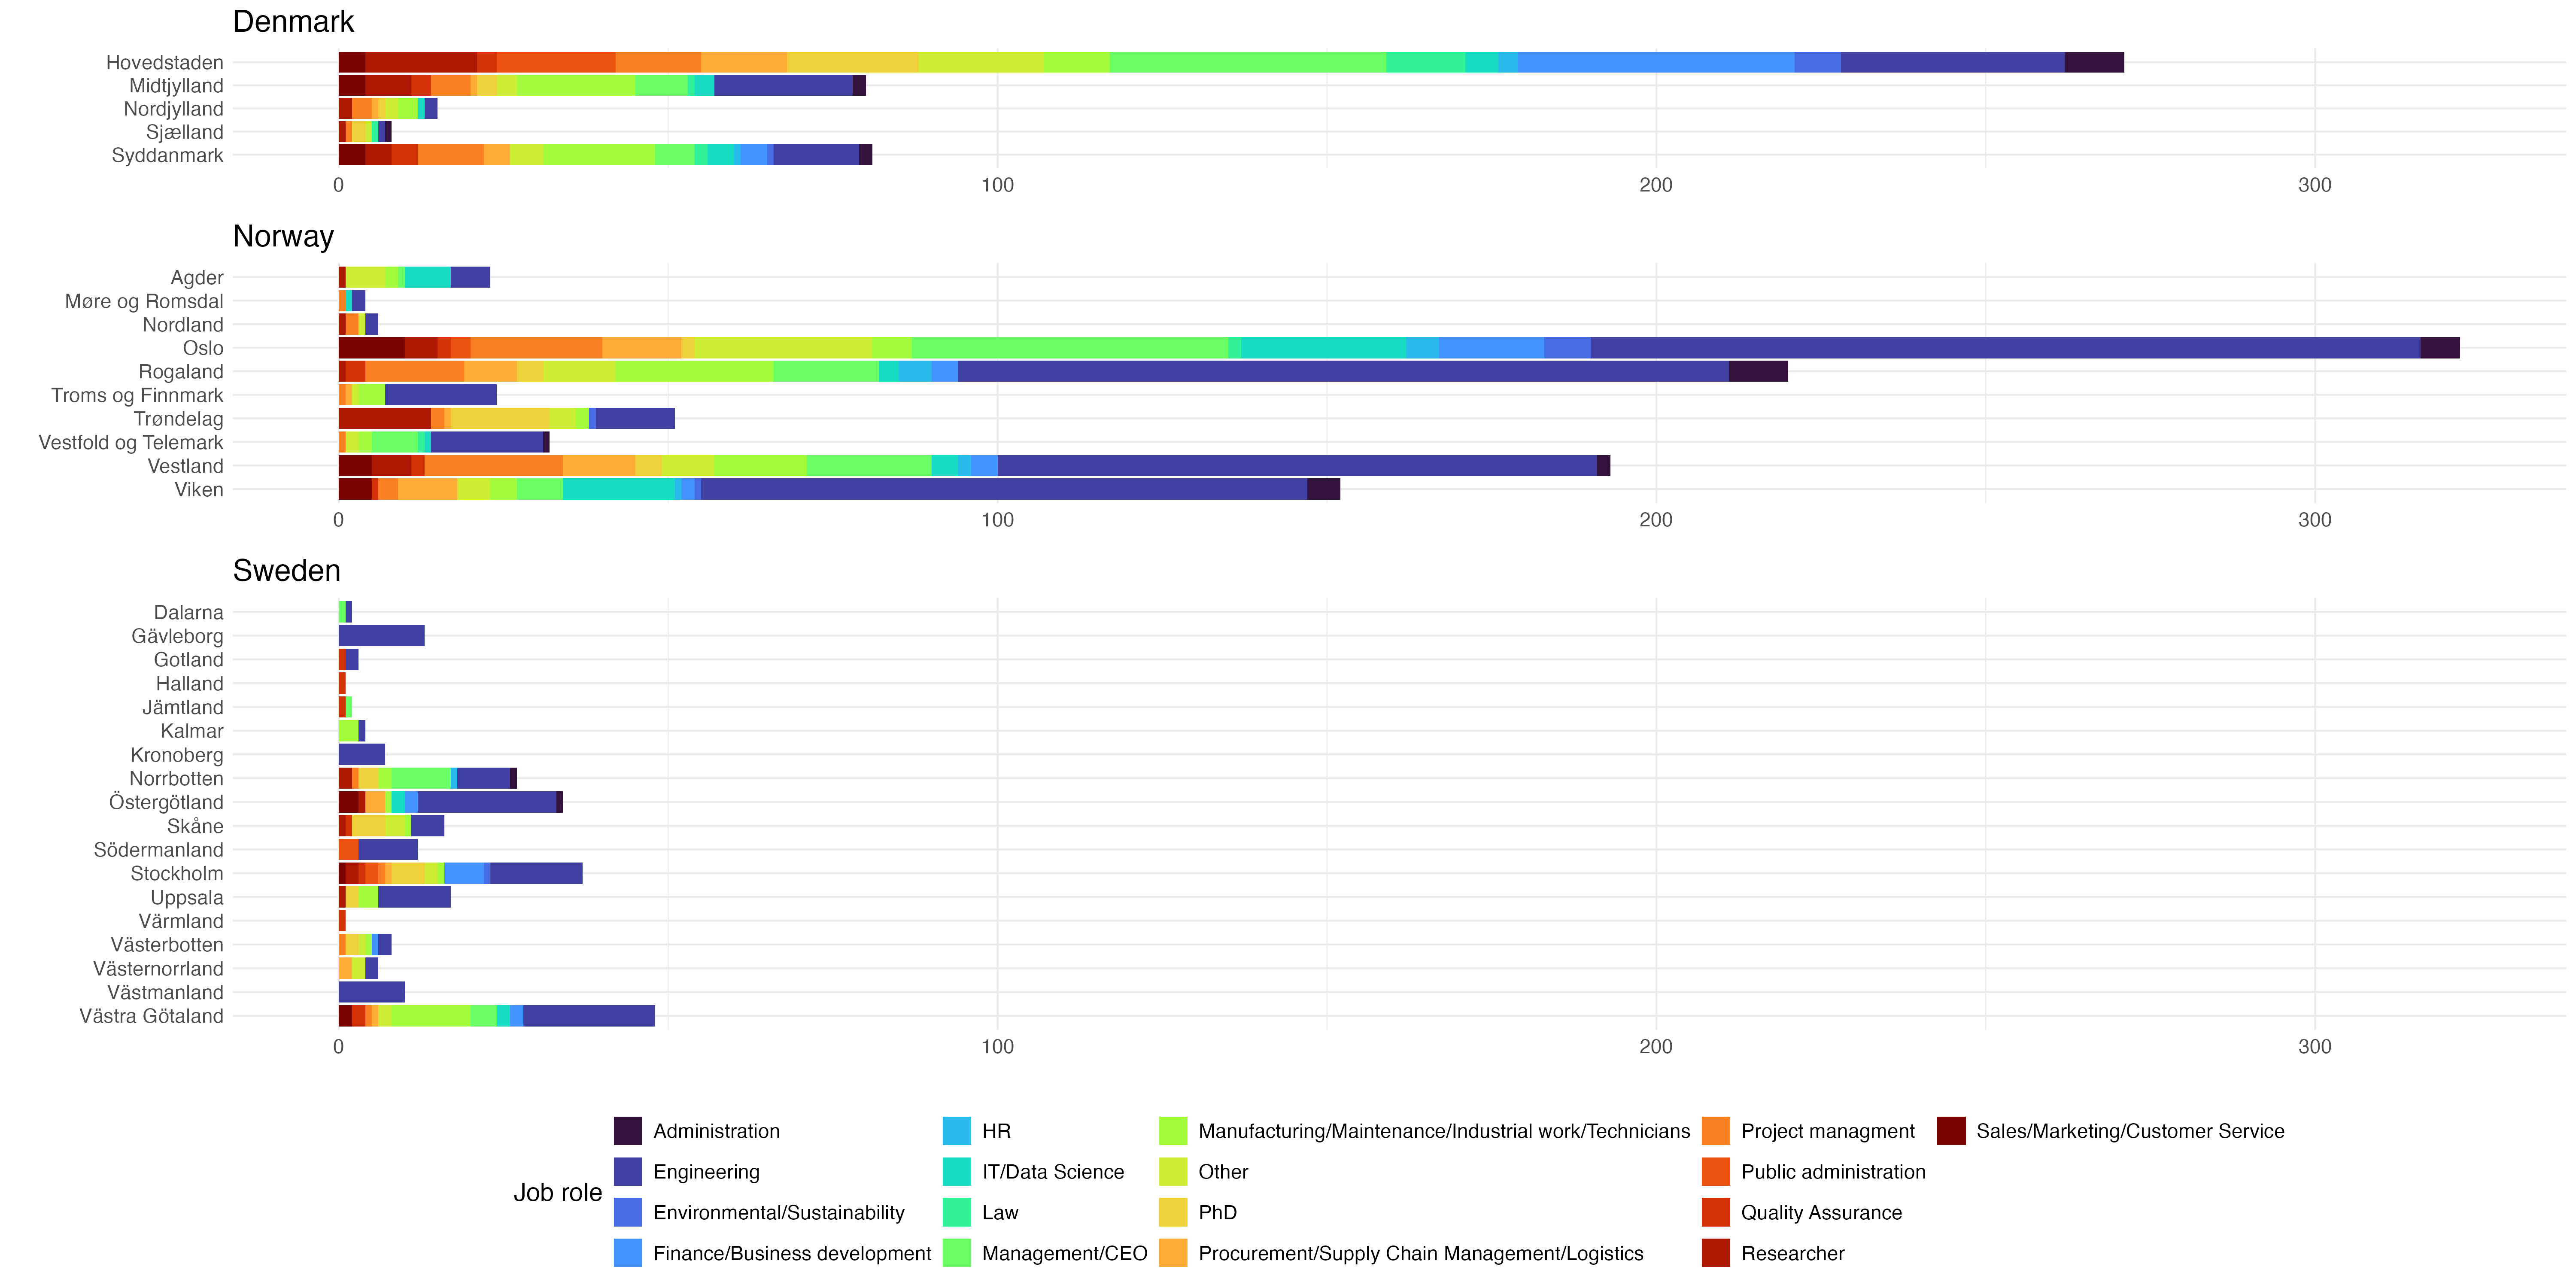 Denmark
Hovedstaden
Midtjylland
Nordjylland
Sjælland
Syddanmark
0 100 200 300
Norway
Agder
Møre og Romsdal
Nordland
Oslo
Rogaland
Troms og Finnmark
Trøndelag
Vestfold og Telemark
Vestland
Viken
0 100 200 300
Sweden
Dalarna
Gävleborg
Gotland
Halland
Jämtland
Kalmar
Kronoberg
Norrbotten
Östergötland
Skåne
Södermanland
Stockholm
Uppsala
Värmland
Västerbotten
Västernorrland
Västmanland
Västra Götaland
0 100 200 300
Job role
Administration
Engineering
Environmental/Sustainability
Finance/Business development
HR
IT/Data Science
Law
Management/CEO
Manufacturing/Maintenance/Industrial work/Technicians
Other
PhD
Procurement/Supply Chain Management/Logistics
Project managment
Public administration
Quality Assurance
Researcher
Sales/Marketing/Customer Service